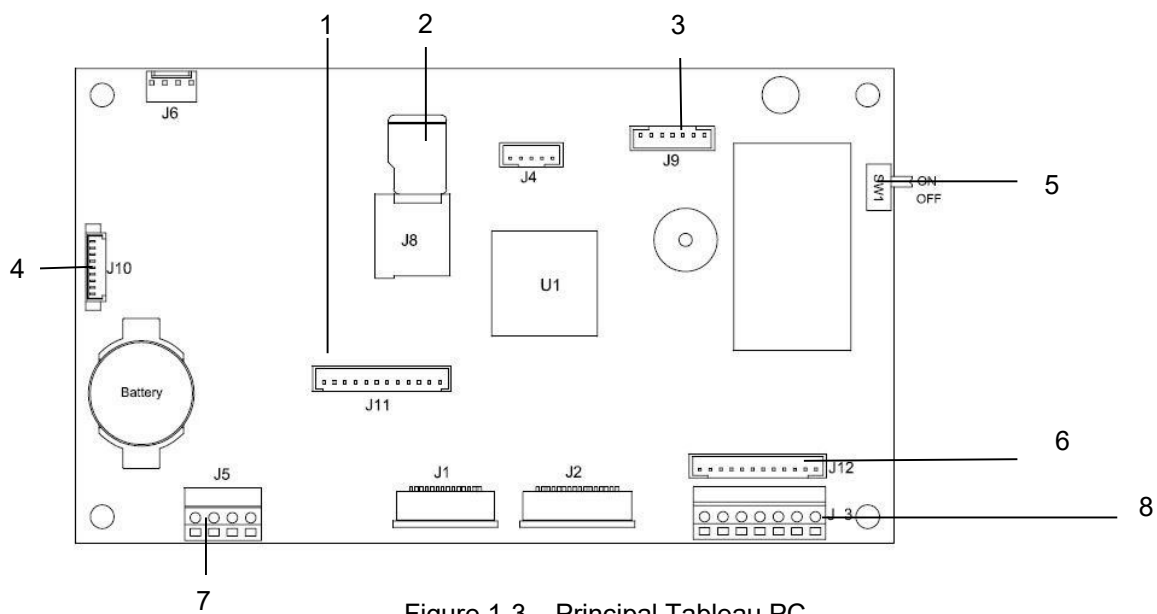 1 2 3
J6
J9
J4
SW1
ON
OFF
5
J8
4
J10
U1
Battery
J11
6
J5
J1
J2
J12
J 3
8
7
Figure 1-3 Principal Tableau PC